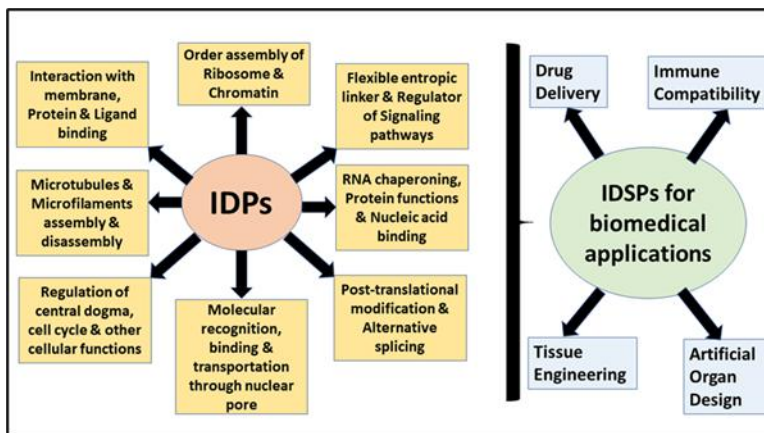 Order assembly of
Ribosome &
Chromatin
Interaction with
membrane,
Protein & Ligand
binding
Flexible entropic
linker & Regulator
of Signaling
pathways
Microtubules &
Microfilaments
assembly &
disassembly
IDPs
RNA chaperoning,
Protein functions
& Nucleic acid
binding
Regulation of
central dogma,
cell cycle & other
cellular functions
Molecular
recognition,
binding &
transportation
through nuclear
pore
Post-translational
modification &
Alternative
splicing
Drug
Delivery
Immune
Compatibility
IDSPs for
biomedical
applications
Tissue
Engineering
Artificial
Organ
Design